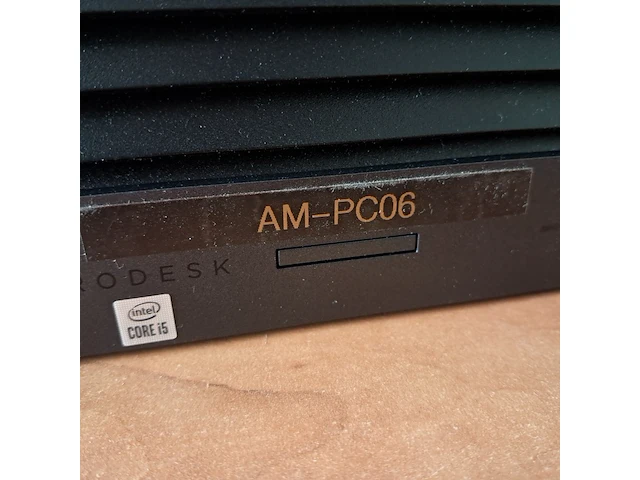 AM-PC06
RODESK
intel
CORE i5